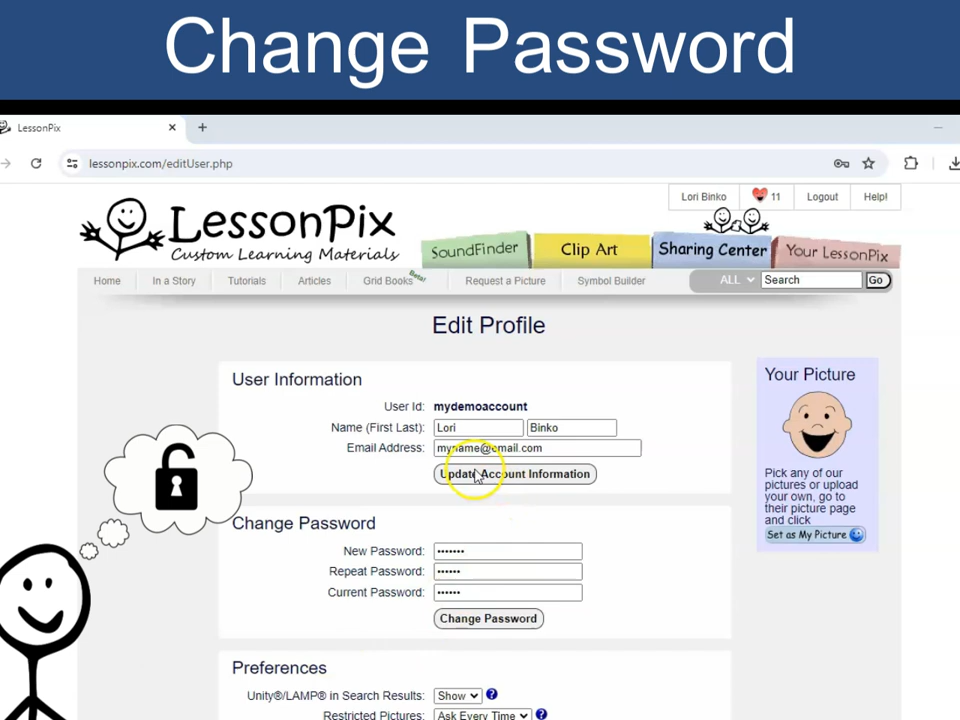 Change Password
LessonPix
lessonpix.com/editUser.php
Lori Binko 11 Logout Help!
LessonPix
Custom Learning Materials
SoundFinder Clip Art Sharing Center Your LessonPix
Home In a Story Tutorials Articles Grid Books Beta! Request a Picture Symbol Builder ALL Search Go
Edit Profile
User Information
User Id: mydemoaccount
Name (First Last): Lori Binko
Email Address: myname@email.com
Update Account Information
Your Picture
Pick any of our
pictures or upload
your own, go to
their picture page
and click
Set as My Picture
Change Password
New Password: •••••••
Repeat Password: ••••••
Current Password: ••••••
Change Password
Preferences
Unity®/LAMP® in Search Results: Show ?
Restricted Pictures: Ask Every Time ?